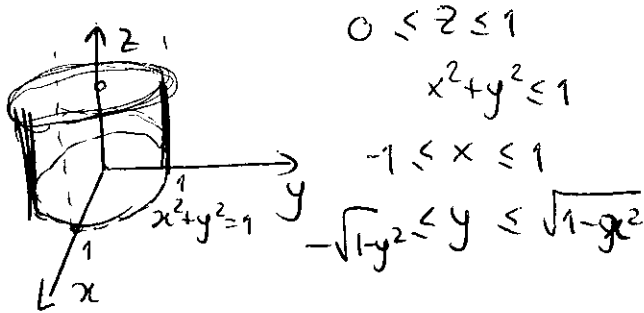 z
0 ≤ z ≤ 1
x²+y² ≤ 1
-1 ≤ x ≤ 1
1
y
x²+y²=1
-√1-y² ≤ y ≤ √1-x²
1
x